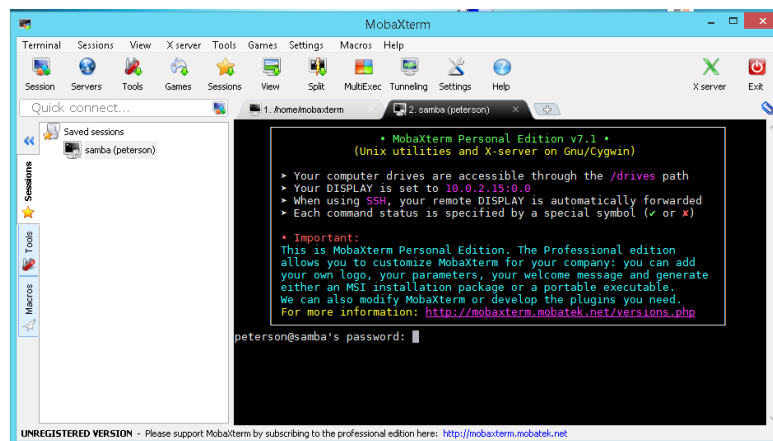 MobaXterm
Terminal Sessions View X server Tools Games Settings Macros Help
Session Servers Tools Games Sessions View Split MultiExec Tunneling Settings Help X server Exit
Quick connect...
1. /home/mobaxterm
2. samba (peterson)
Saved sessions
samba (peterson)
Sessions
Tools
Macros
• MobaXterm Personal Edition v7.1 •
(Unix utilities and X-server on Gnu/Cygwin)
➤ Your computer drives are accessible through the /drives path
➤ Your DISPLAY is set to 10.0.2.15:0.0
➤ When using SSH, your remote DISPLAY is automatically forwarded
➤ Each command status is specified by a special symbol (✔ or ✘)
• Important:
This is MobaXterm Personal Edition. The Professional edition
allows you to customize MobaXterm for your company: you can add
your own logo, your parameters, your welcome message and generate
either an MSI installation package or a portable executable.
We can also modify MobaXterm or develop the plugins you need.
For more information: http://mobaxterm.mobatek.net/versions.php
peterson@samba's password:
UNREGISTERED VERSION - Please support MobaXterm by subscribing to the professional edition here: http://mobaxterm.mobatek.net